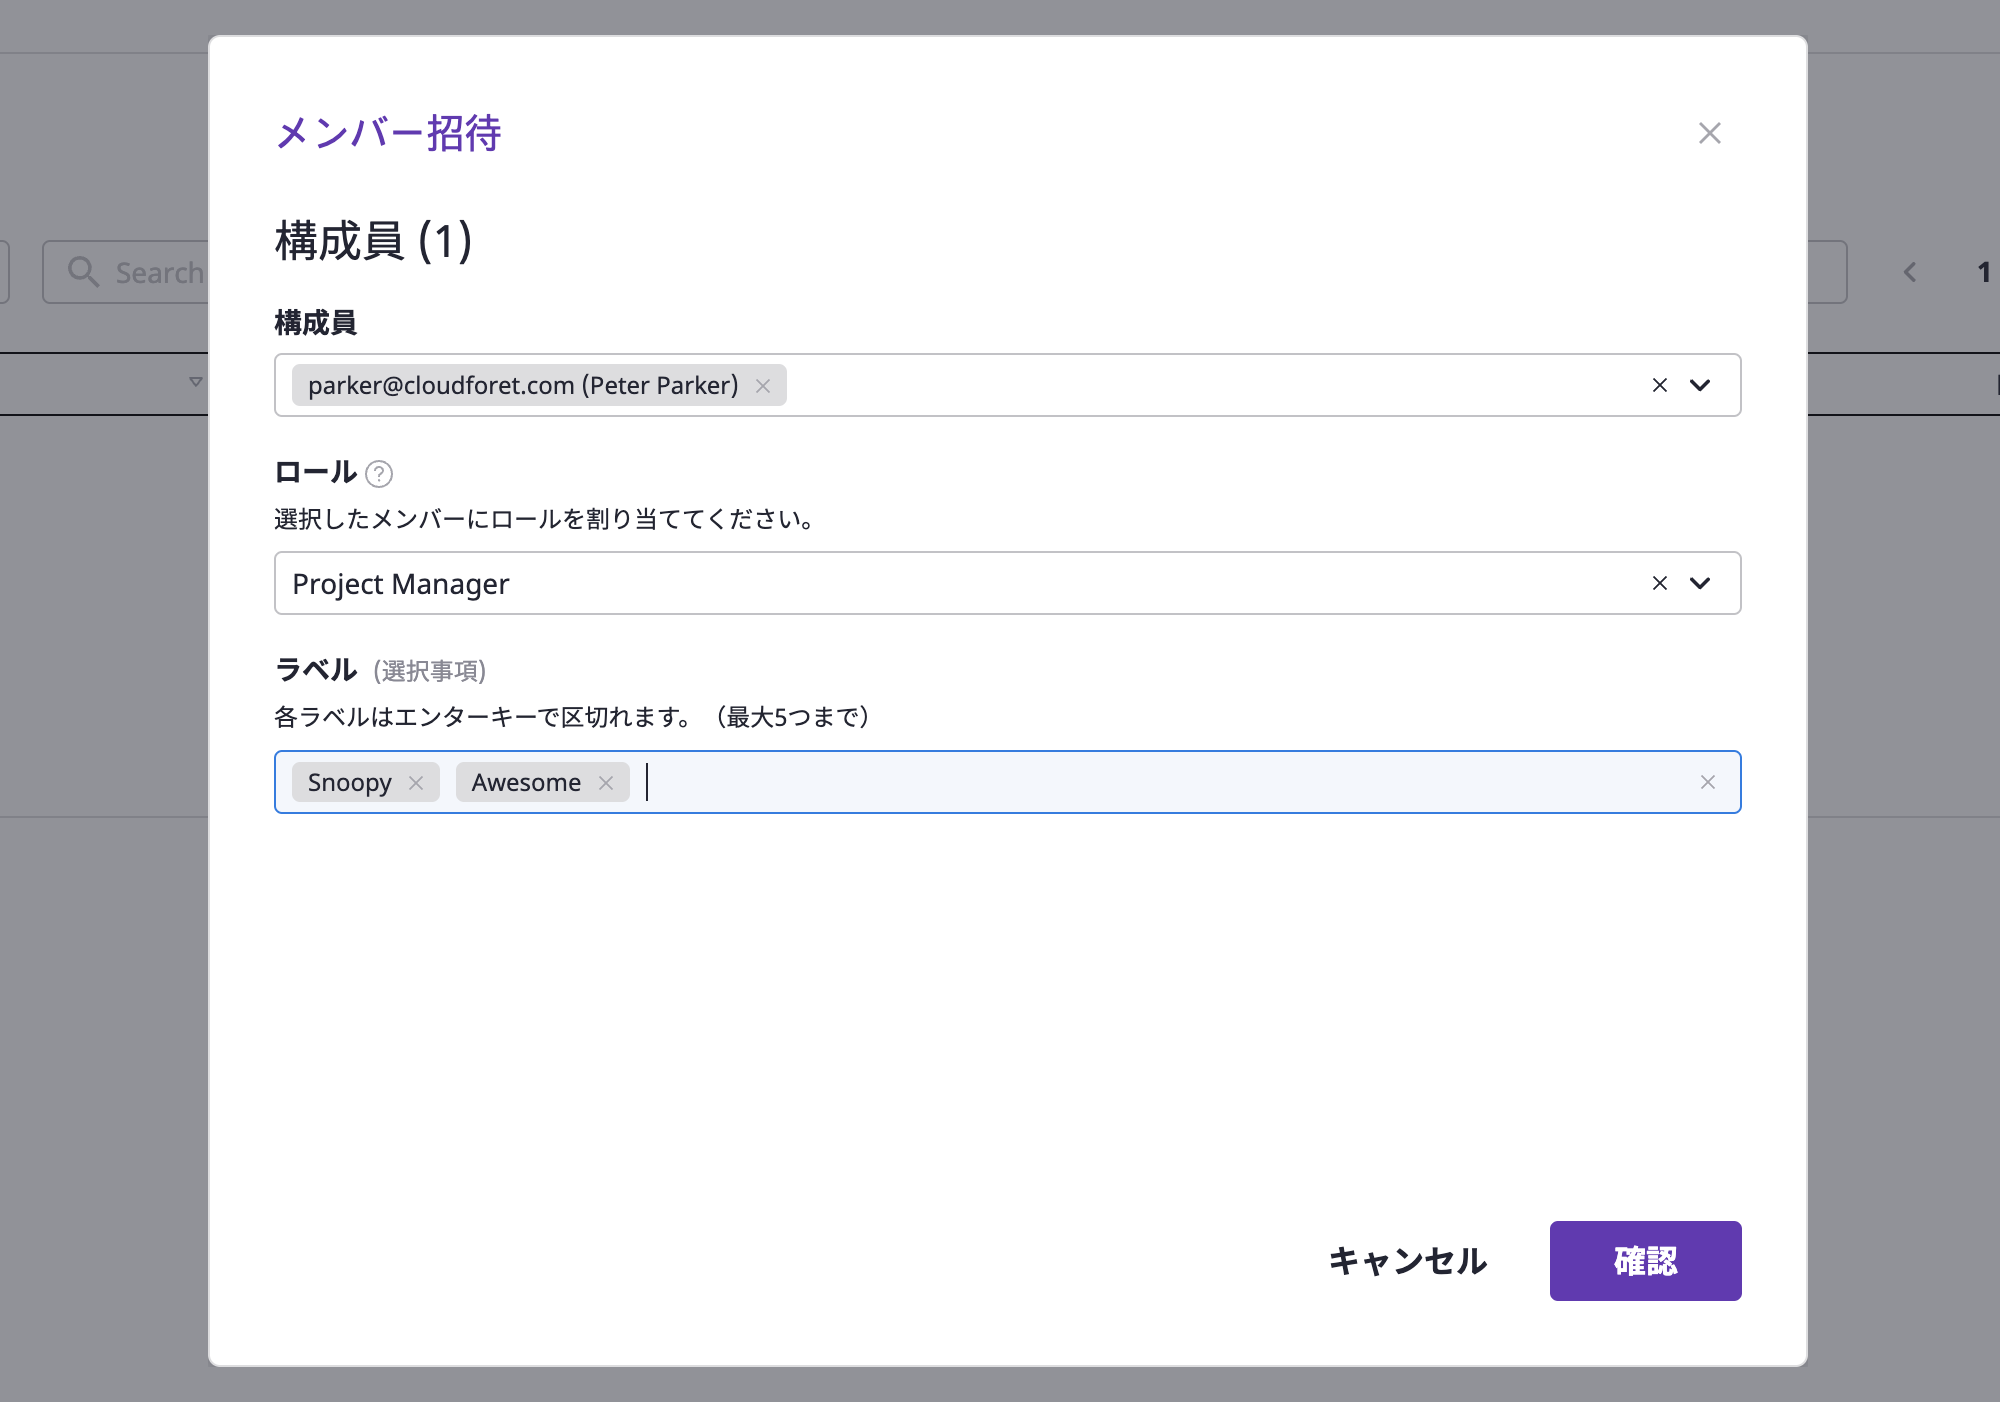 メンバー招待
構成員 (1)
Search
1
構成員
parker@cloudforet.com (Peter Parker)
ロール ?
選択したメンバーにロールを割り当ててください。
Project Manager
ラベル (選択事項)
各ラベルはエンターキーで区切れます。（最大5つまで）
Snoopy Awesome
キャンセル 確認